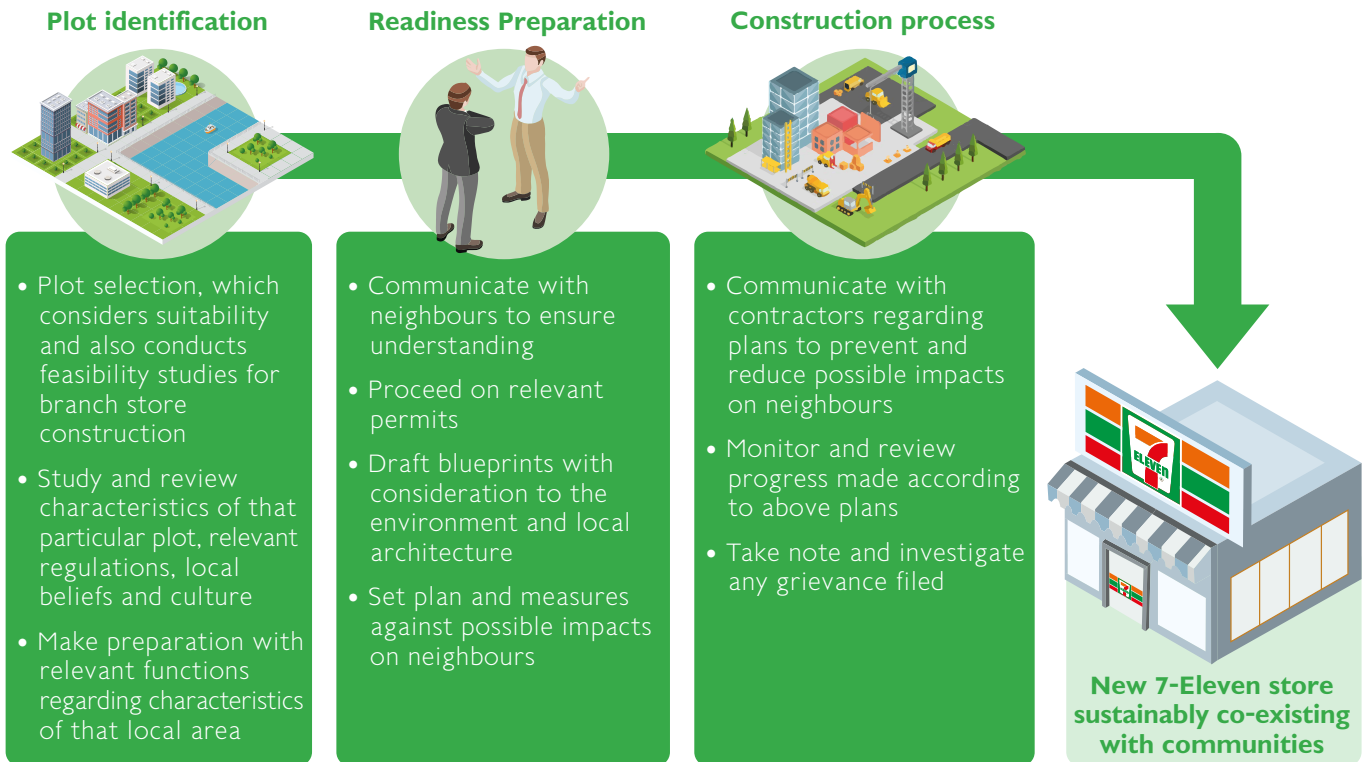 Plot identification
Readiness Preparation
Construction process
• Plot selection, which
considers suitability
and also conducts
feasibility studies for
branch store
construction
• Study and review
characteristics of that
particular plot, relevant
regulations, local
beliefs and culture
• Make preparation with
relevant functions
regarding characteristics
of that local area
• Communicate with
neighbours to ensure
understanding
• Proceed on relevant
permits
• Draft blueprints with
consideration to the
environment and local
architecture
• Set plan and measures
against possible impacts
on neighbours
• Communicate with
contractors regarding
plans to prevent and
reduce possible impacts
on neighbours
• Monitor and review
progress made according
to above plans
• Take note and investigate
any grievance filed
7
ELEVEN
7
New 7-Eleven store
sustainably co-existing
with communities